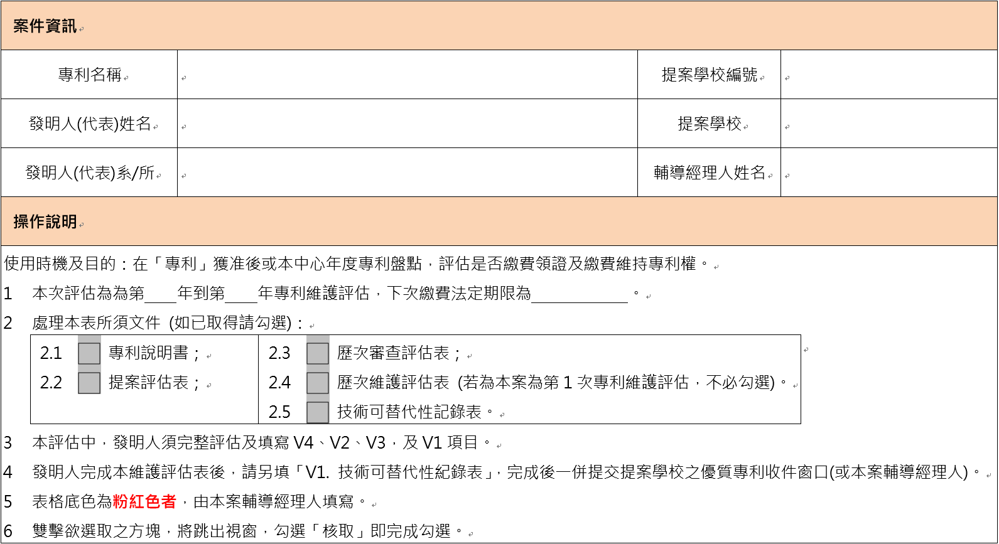 案件資訊
專利名稱 提案學校編號
發明人(代表)姓名 提案學校
發明人(代表)系/所 輔導經理人姓名
操作說明
使用時機及目的：在「專利」獲准後或本中心年度專利盤點，評估是否繳費領證及繳費維持專利權。
1 本次評估為為第____年到第____年專利維護評估，下次繳費法定期限為____________。
2 處理本表所須文件 (如已取得請勾選)：
2.1 專利說明書； 2.3 歷次審查評估表；
2.2 提案評估表； 2.4 歷次維護評估表 (若為本案為第 1 次專利維護評估，不必勾選)。
2.5 技術可替代性記錄表。
3 本評估中，發明人須完整評估及填寫 V4、V2、V3，及 V1 項目。
4 發明人完成本維護評估表後，請另填「V1. 技術可替代性紀錄表」，完成後一併提交提案學校之優質專利收件窗口(或本案輔導經理人)。
5 表格底色為粉紅色者，由本案輔導經理人填寫。
6 雙擊欲選取之方塊，將跳出視窗，勾選「核取」即完成勾選。